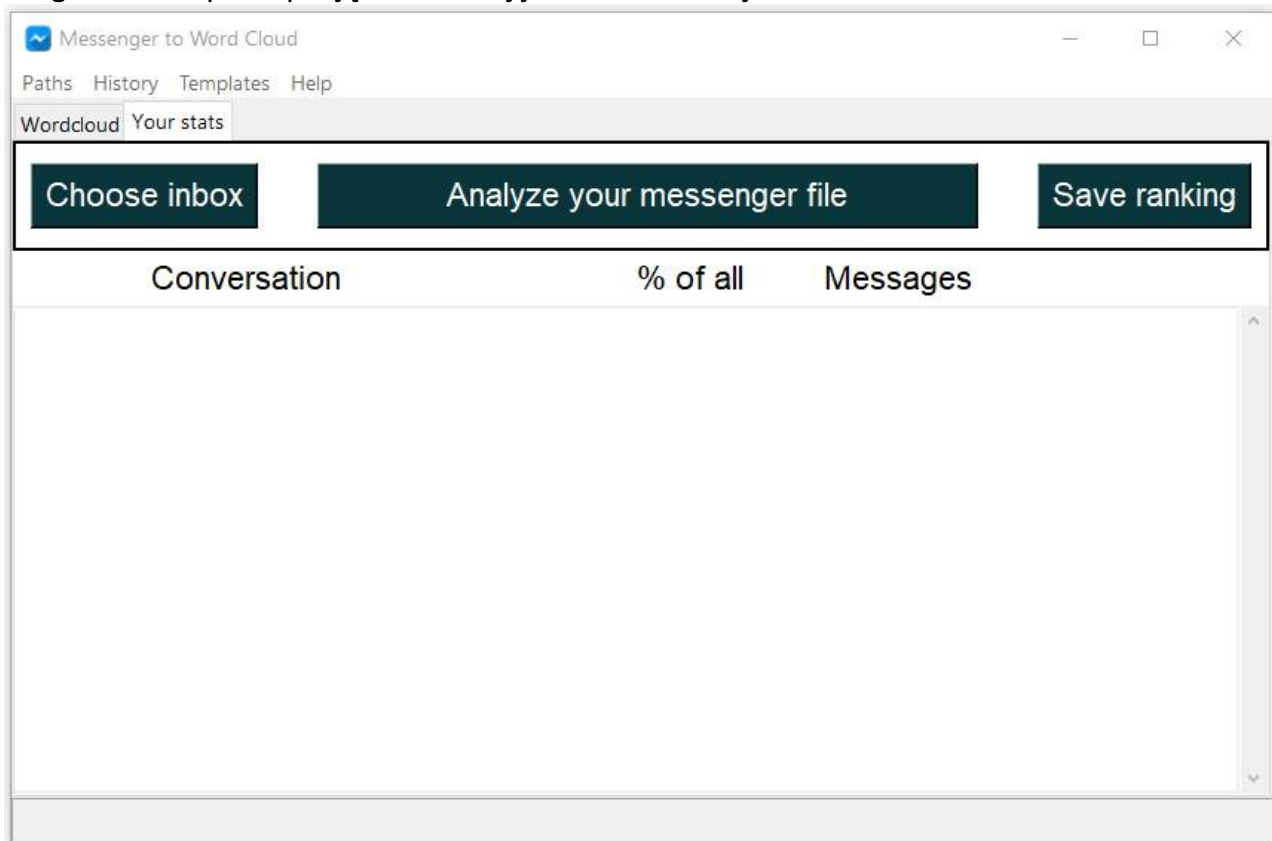 Messenger to Word Cloud
Paths History Templates Help
Wordcloud Your stats
Choose inbox Analyze your messenger file Save ranking
Conversation % of all Messages